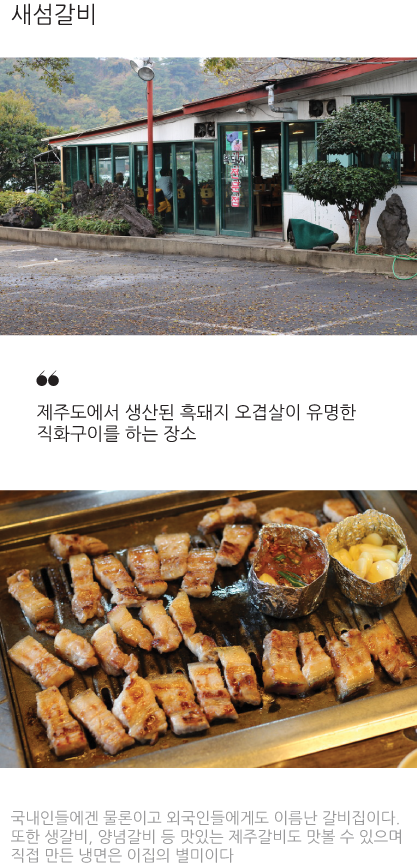 새섬갈비
제주도에서 생산된 흑돼지 오겹살이 유명한
직화구이를 하는 장소
국내인들에겐 물론이고 외국인들에게도 이름난 갈비집이다.
또한 생갈비, 양념갈비 등 맛있는 제주갈비도 맛볼 수 있으며
직접 만든 냉면은 이집의 별미이다